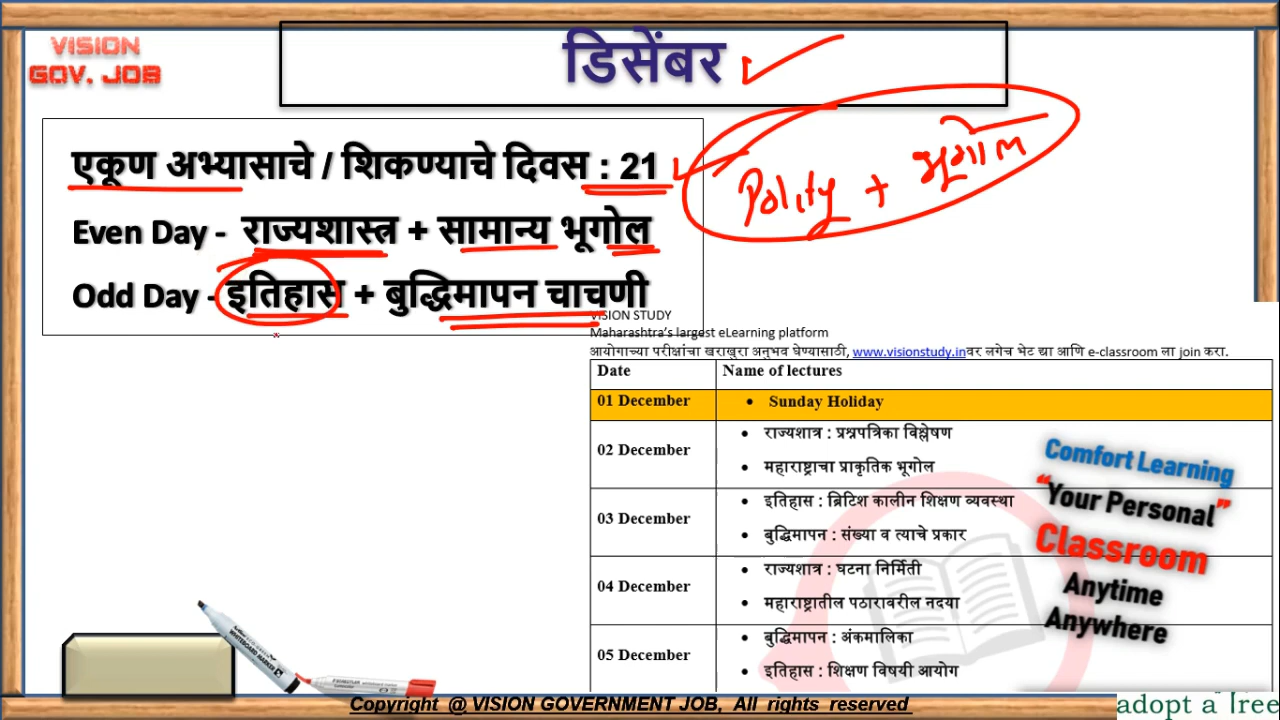 VISION
GOV. JOB
डिसेंबर
एकूण अभ्यासाचे / शिकण्याचे दिवस : 21
Even Day - राज्यशास्त्र + सामान्य भूगोल
Odd Day - इतिहास + बुद्धिमापन चाचणी
Polity + भूगोल
VISION STUDY
Maharashtra's largest eLearning platform
आयोगाच्या परीक्षांचा खराखुरा अनुभव घेण्यासाठी, www.visionstudy.inवर लगेच भेट द्या आणि e-classroom ला join करा.
Date Name of lectures
01 December • Sunday Holiday
02 December • राज्यशात्र : प्रश्नपत्रिका विश्लेषण
• महाराष्ट्राचा प्राकृतिक भूगोल
03 December • इतिहास : ब्रिटिश कालीन शिक्षण व्यवस्था
• बुद्धिमापन : संख्या व त्याचे प्रकार
04 December • राज्यशात्र : घटना निर्मिती
• महाराष्ट्रातील पठारावरील नदया
05 December • बुद्धिमापन : अंकमालिका
• इतिहास : शिक्षण विषयी आयोग
Comfort Learning
"Your Personal"
Classroom
Anytime
Anywhere
Copyright @ VISION GOVERNMENT JOB, All rights reserved
adopt a free